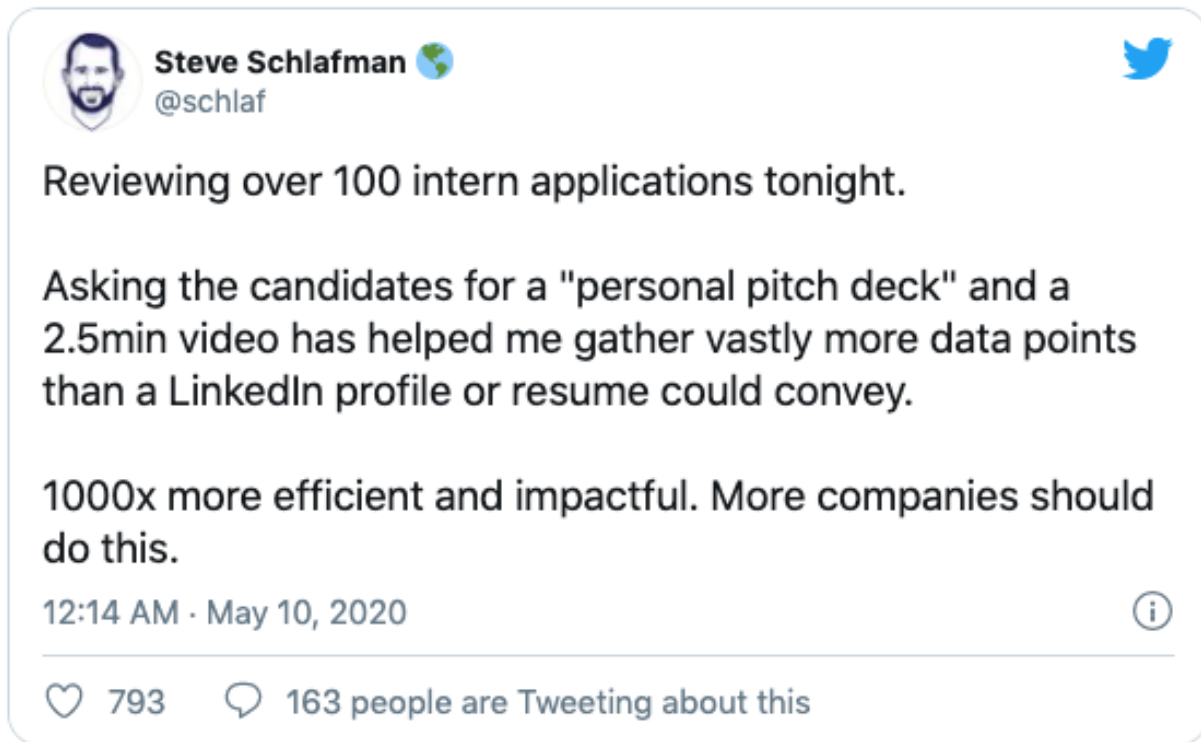 Steve Schlafman 🌎
@schlaf
Reviewing over 100 intern applications tonight.
Asking the candidates for a "personal pitch deck" and a
2.5min video has helped me gather vastly more data points
than a LinkedIn profile or resume could convey.
1000x more efficient and impactful. More companies should
do this.
12:14 AM · May 10, 2020
793 163 people are Tweeting about this